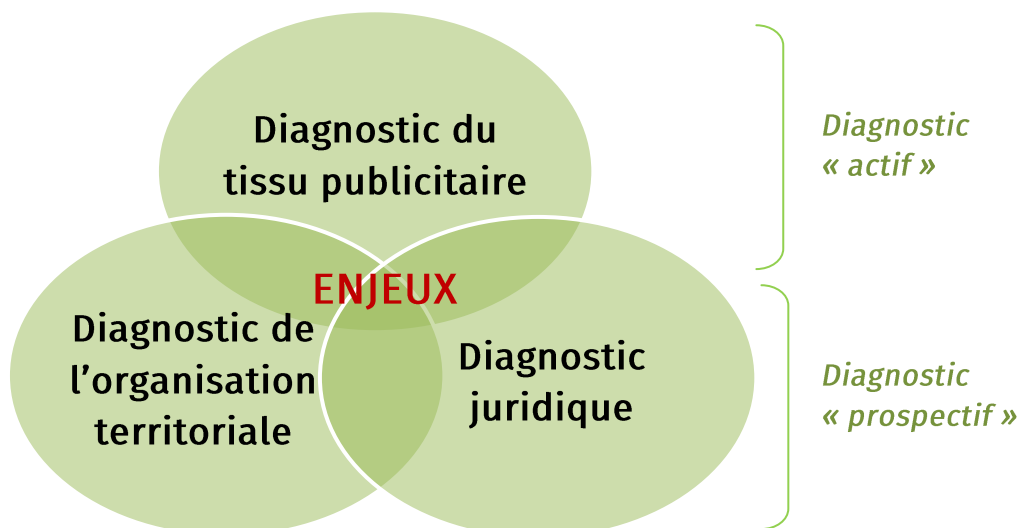 Diagnostic du
tissu publicitaire
Diagnostic
« actif »
ENJEUX
Diagnostic de
l’organisation
territoriale
Diagnostic
juridique
Diagnostic
« prospectif »